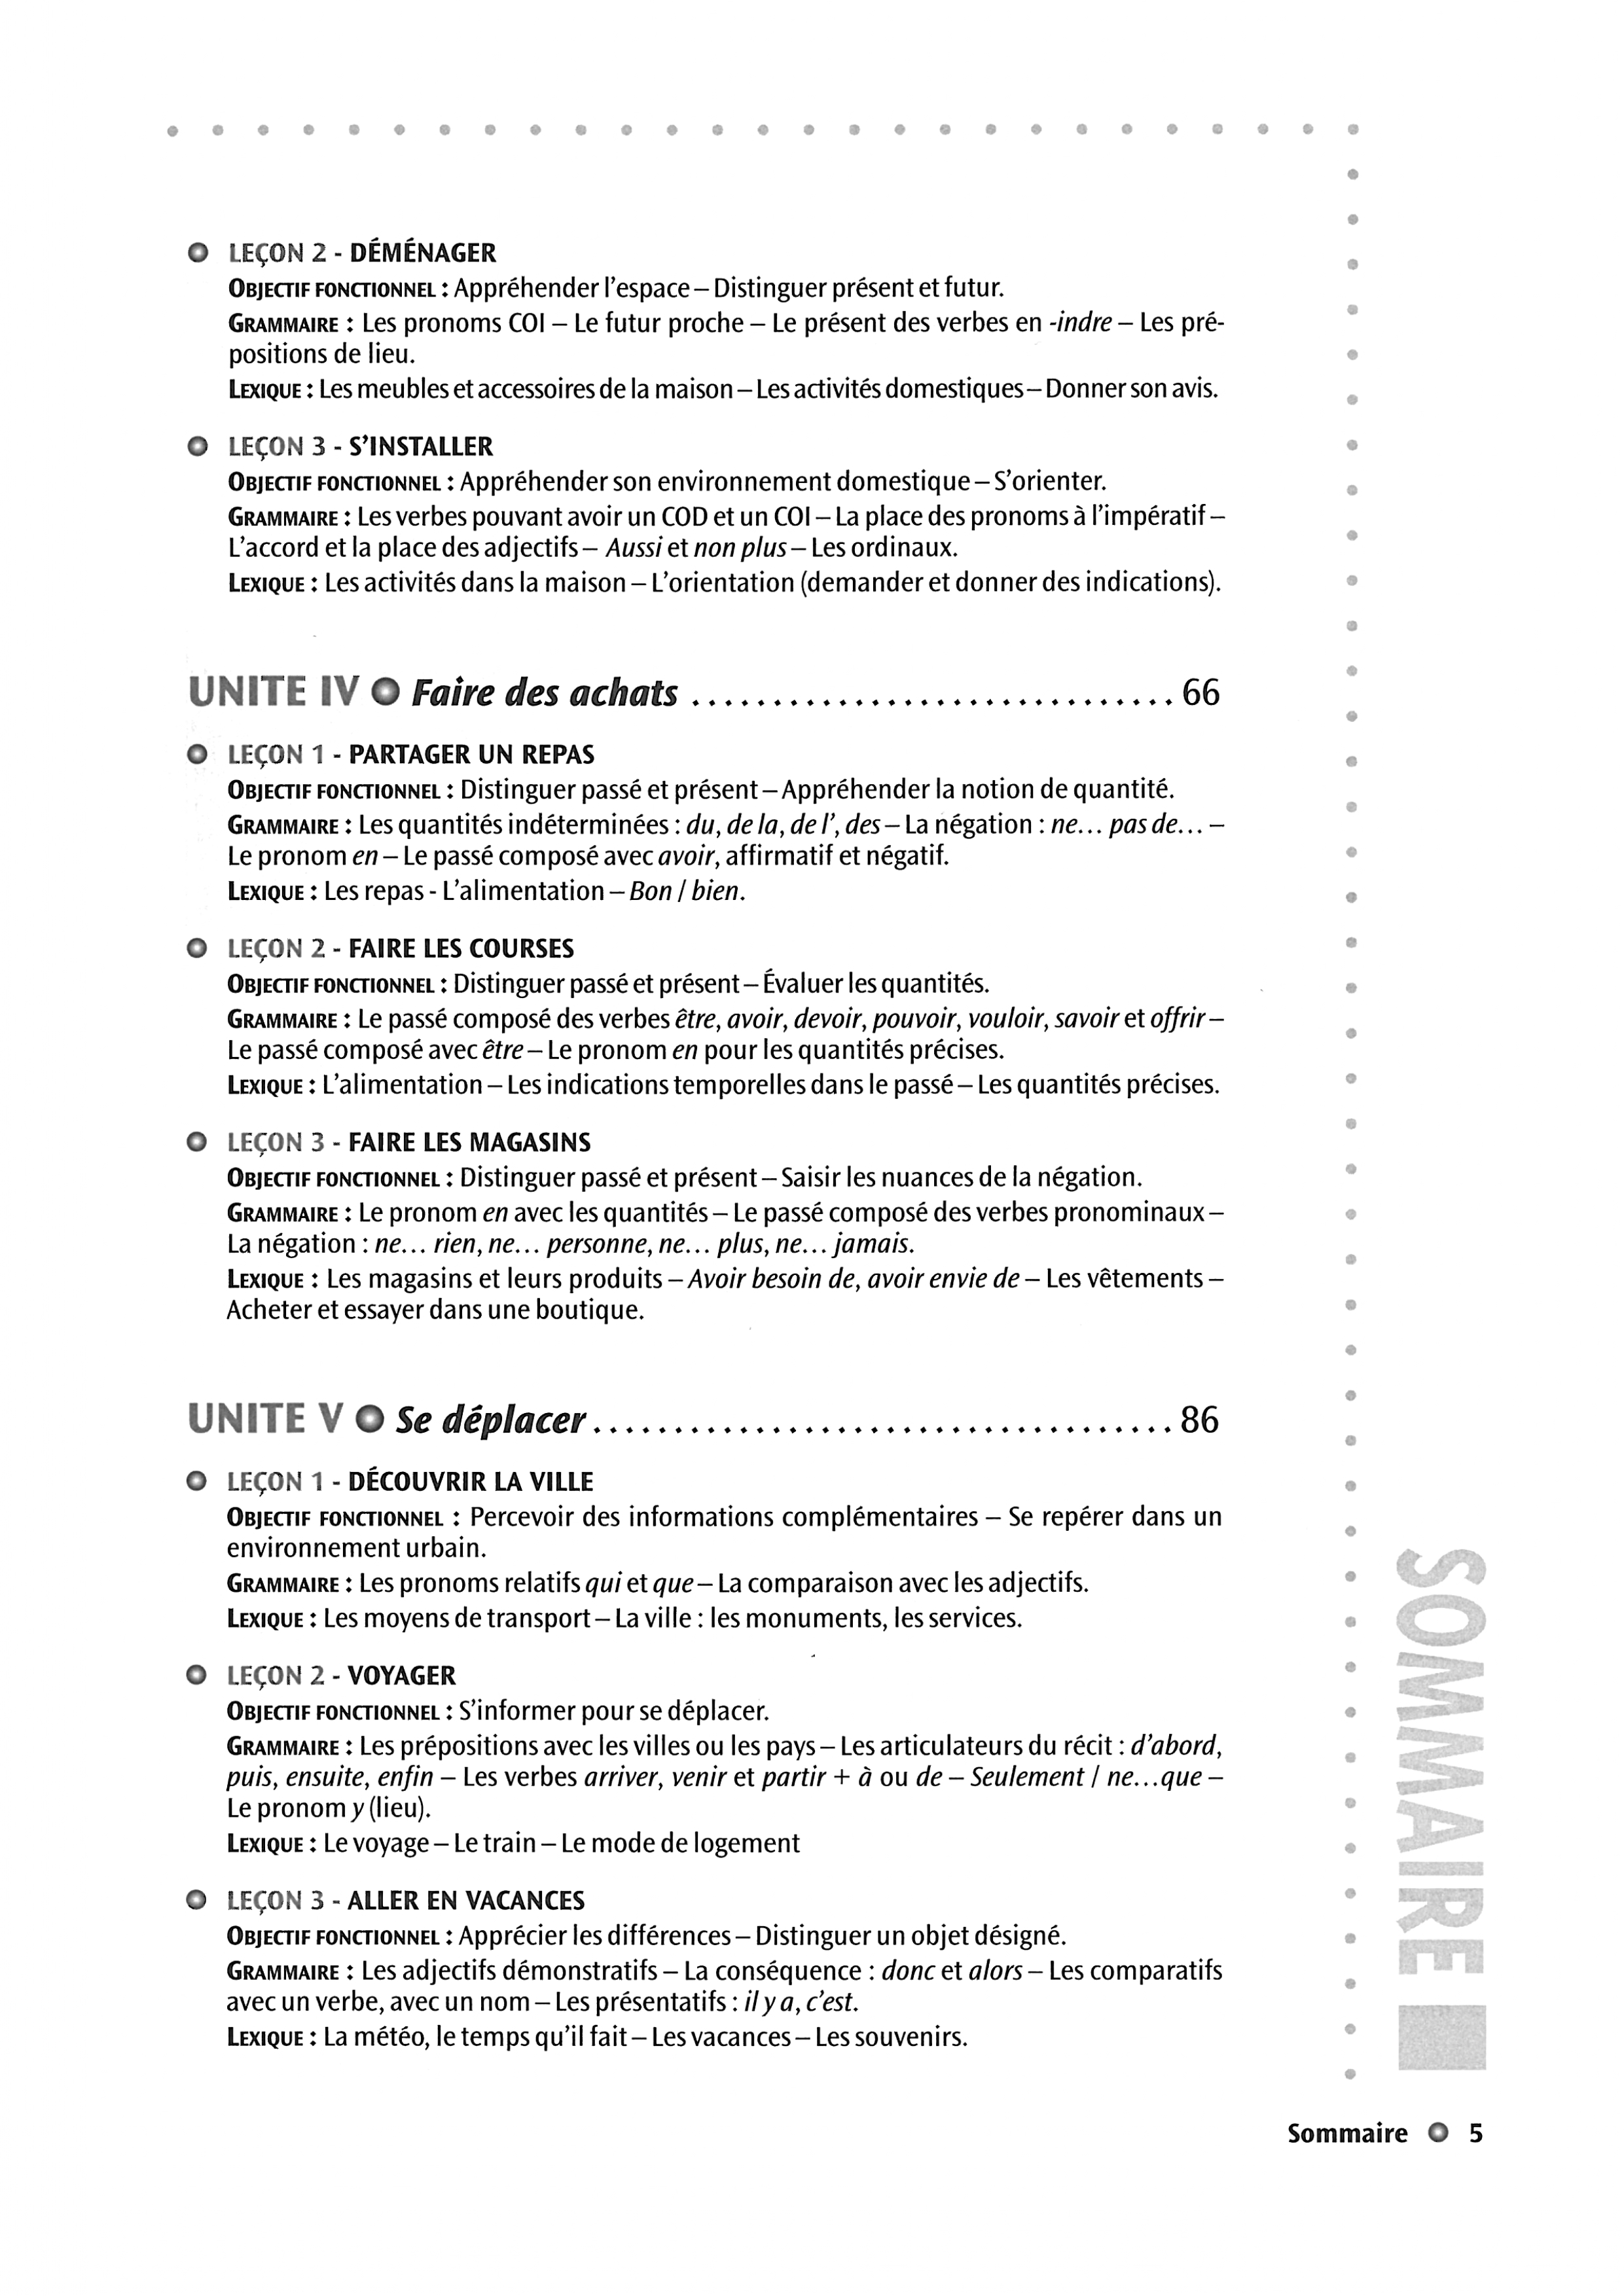 LEÇON 2 - DÉMÉNAGER
OBJECTIF FONCTIONNEL : Appréhender l'espace – Distinguer présent et futur.
GRAMMAIRE : Les pronoms COI – Le futur proche – Le présent des verbes en -indre – Les pré-
positions de lieu.
LEXIQUE : Les meubles et accessoires de la maison – Les activités domestiques – Donner son avis.
LEÇON 3 - S'INSTALLER
OBJECTIF FONCTIONNEL : Appréhender son environnement domestique – S'orienter.
GRAMMAIRE : Les verbes pouvant avoir un COD et un COI – La place des pronoms à l'impératif –
L'accord et la place des adjectifs – Aussi et non plus – Les ordinaux.
LEXIQUE : Les activités dans la maison – L'orientation (demander et donner des indications).
UNITE IV ● Faire des achats .............................. 66
LEÇON 1 - PARTAGER UN REPAS
OBJECTIF FONCTIONNEL : Distinguer passé et présent – Appréhender la notion de quantité.
GRAMMAIRE : Les quantités indéterminées : du, de la, de l', des – La négation : ne... pas de... –
Le pronom en – Le passé composé avec avoir, affirmatif et négatif.
LEXIQUE : Les repas - L'alimentation – Bon / bien.
LEÇON 2 - FAIRE LES COURSES
OBJECTIF FONCTIONNEL : Distinguer passé et présent – Évaluer les quantités.
GRAMMAIRE : Le passé composé des verbes être, avoir, devoir, pouvoir, vouloir, savoir et offrir –
Le passé composé avec être – Le pronom en pour les quantités précises.
LEXIQUE : L'alimentation – Les indications temporelles dans le passé – Les quantités précises.
LEÇON 3 - FAIRE LES MAGASINS
OBJECTIF FONCTIONNEL : Distinguer passé et présent – Saisir les nuances de la négation.
GRAMMAIRE : Le pronom en avec les quantités – Le passé composé des verbes pronominaux –
La négation : ne... rien, ne... personne, ne... plus, ne... jamais.
LEXIQUE : Les magasins et leurs produits – Avoir besoin de, avoir envie de – Les vêtements –
Acheter et essayer dans une boutique.
UNITE V ● Se déplacer .................................... 86
LEÇON 1 - DÉCOUVRIR LA VILLE
OBJECTIF FONCTIONNEL : Percevoir des informations complémentaires – Se repérer dans un
environnement urbain.
GRAMMAIRE : Les pronoms relatifs qui et que – La comparaison avec les adjectifs.
LEXIQUE : Les moyens de transport – La ville : les monuments, les services.
LEÇON 2 - VOYAGER
OBJECTIF FONCTIONNEL : S'informer pour se déplacer.
GRAMMAIRE : Les prépositions avec les villes ou les pays – Les articulateurs du récit : d'abord,
puis, ensuite, enfin – Les verbes arriver, venir et partir + à ou de – Seulement / ne...que –
Le pronom y (lieu).
LEXIQUE : Le voyage – Le train – Le mode de logement
LEÇON 3 - ALLER EN VACANCES
OBJECTIF FONCTIONNEL : Apprécier les différences – Distinguer un objet désigné.
GRAMMAIRE : Les adjectifs démonstratifs – La conséquence : donc et alors – Les comparatifs
avec un verbe, avec un nom – Les présentatifs : il y a, c'est.
LEXIQUE : La météo, le temps qu'il fait – Les vacances – Les souvenirs.
SOMMAIRE
Sommaire ● 5